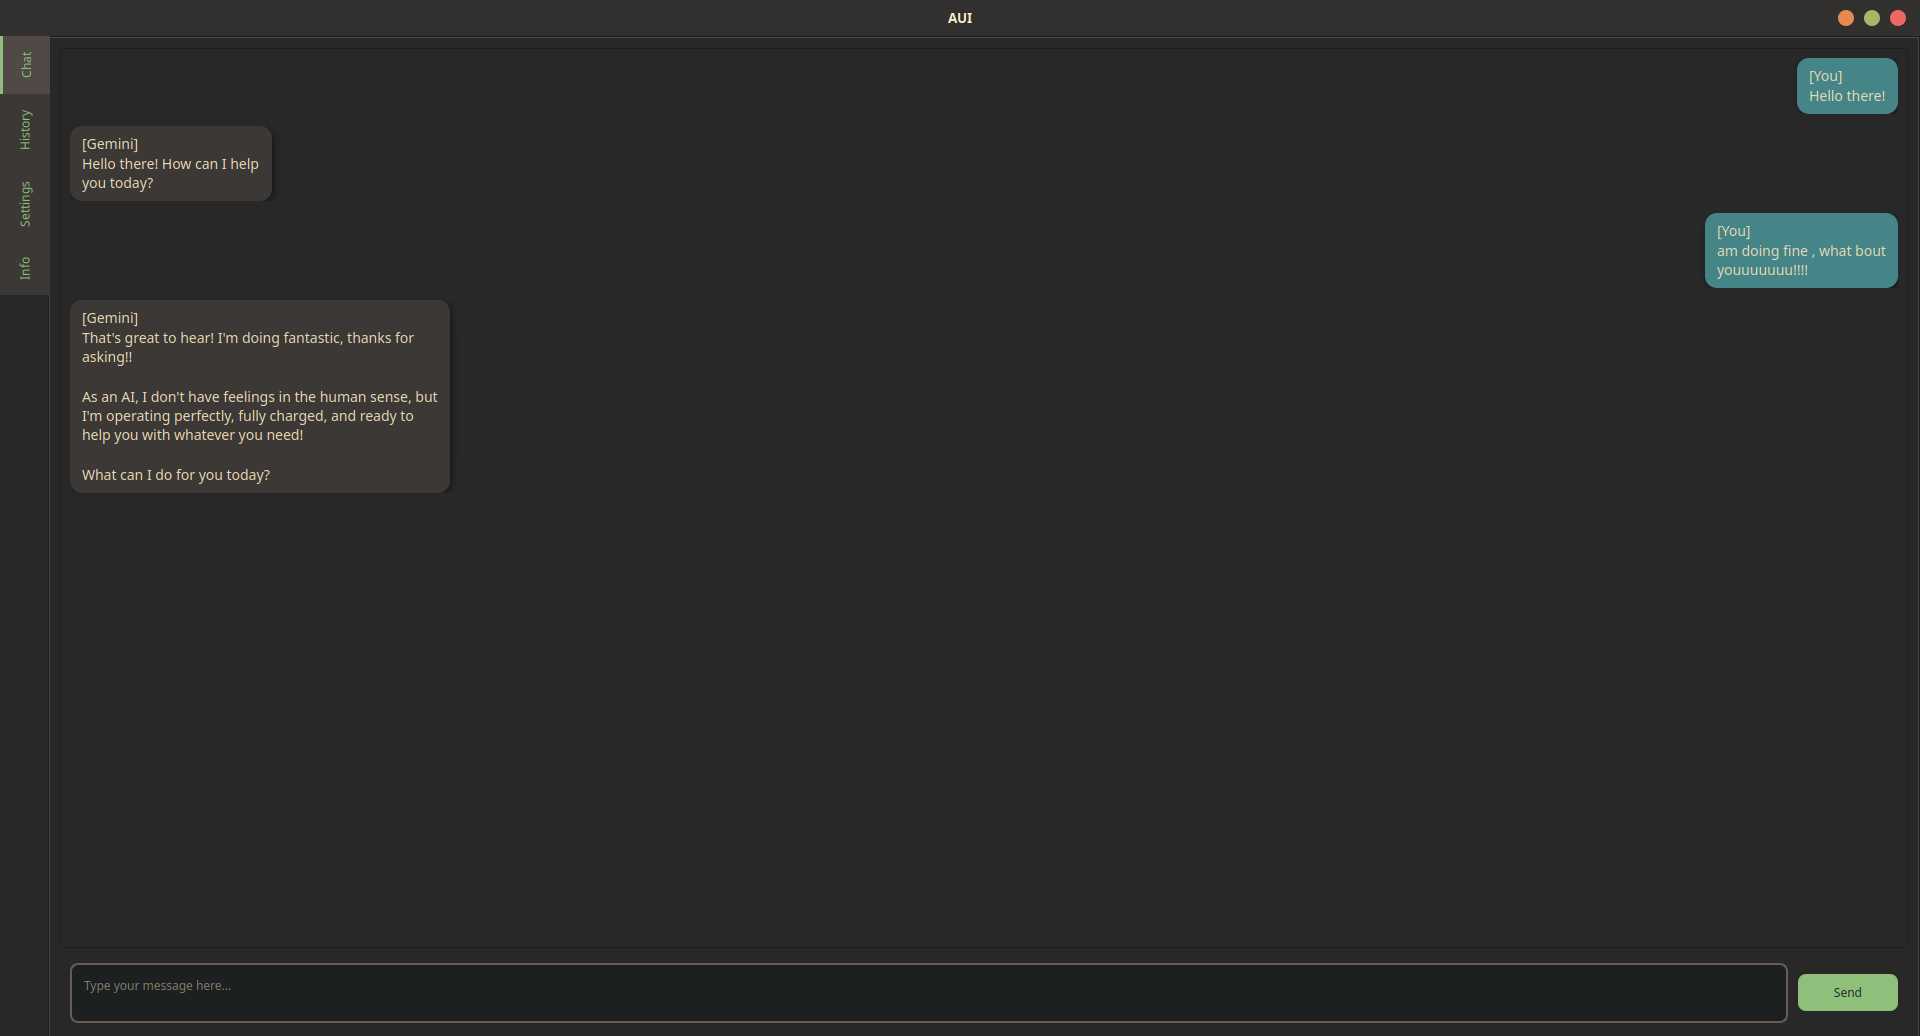 AUI
Chat
History
Settings
Info
[You]
Hello there!
[Gemini]
Hello there! How can I help
you today?
[You]
am doing fine , what bout
youuuuuuu!!!!
[Gemini]
That's great to hear! I'm doing fantastic, thanks for
asking!!
As an AI, I don't have feelings in the human sense, but
I'm operating perfectly, fully charged, and ready to
help you with whatever you need!
What can I do for you today?
Type your message here...
Send